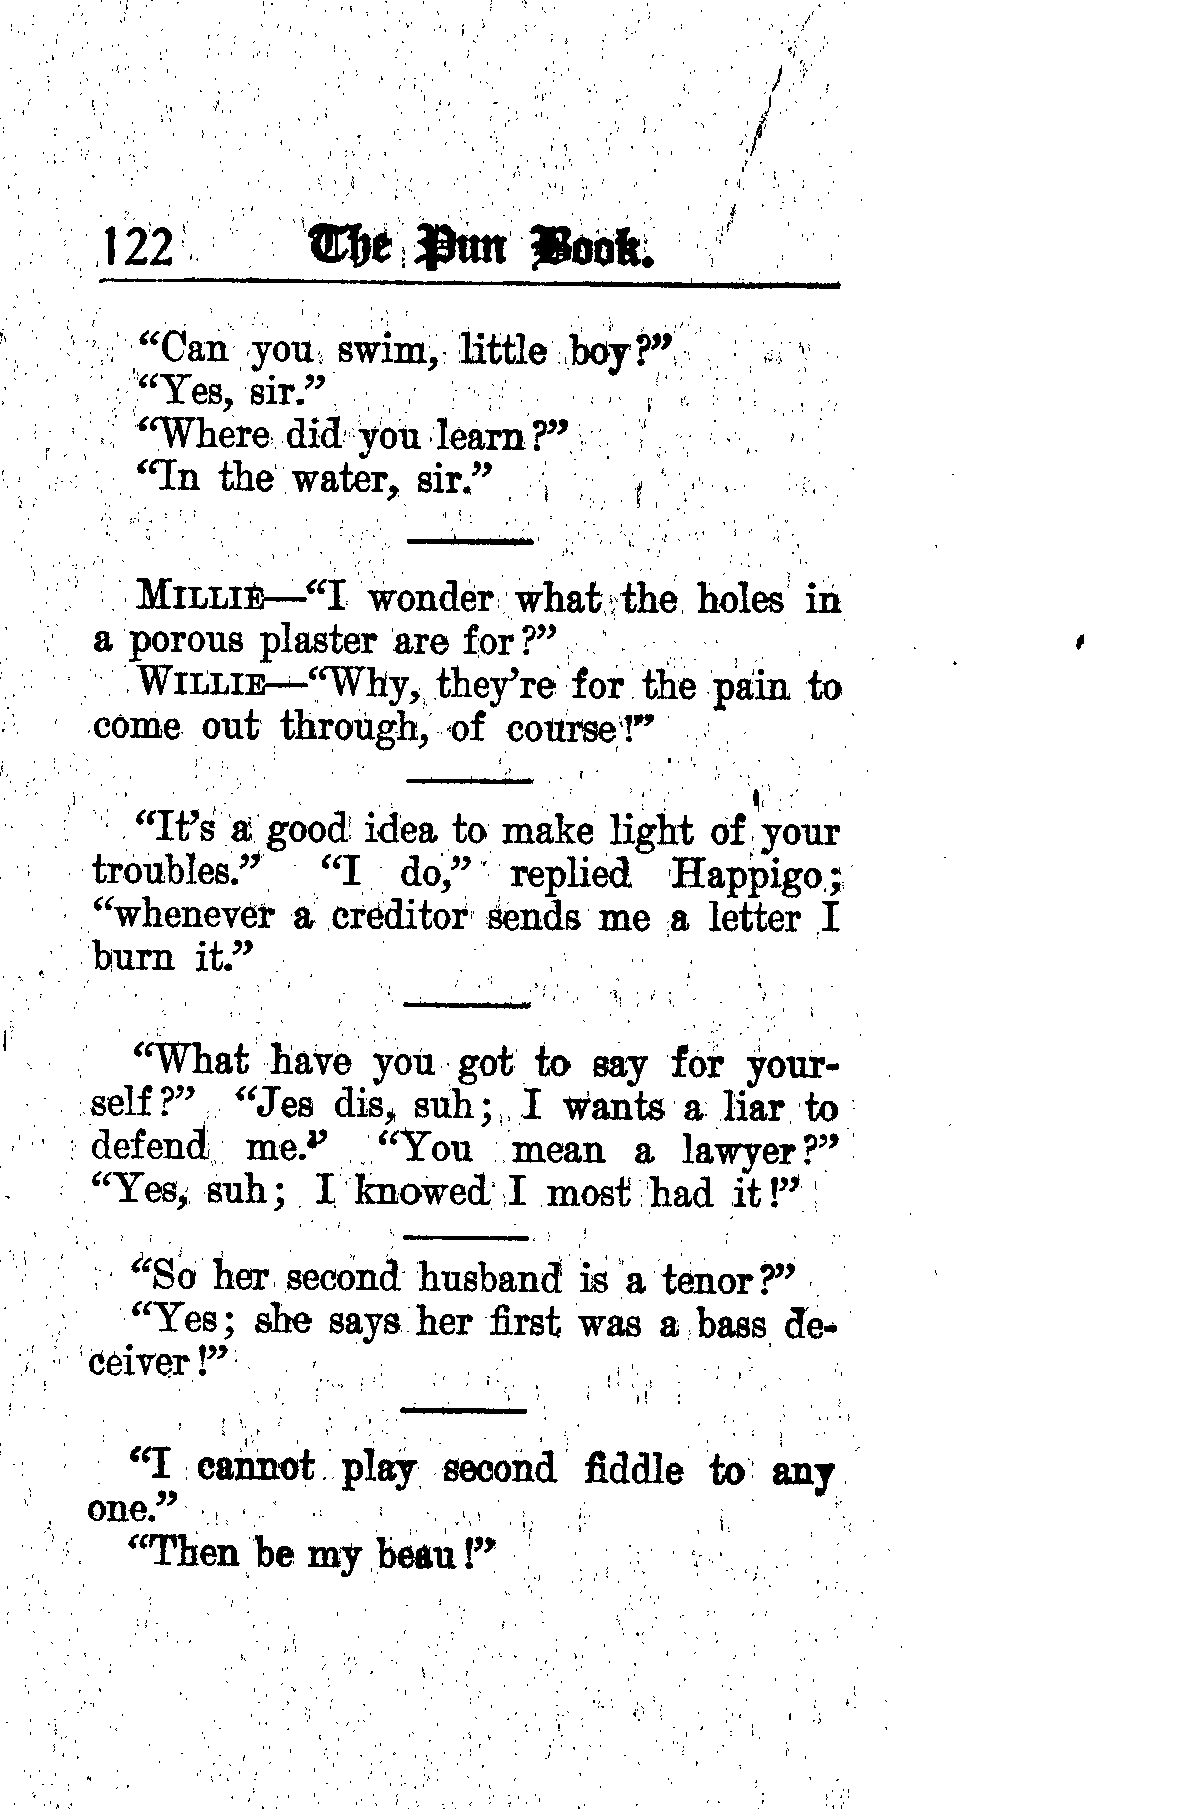 122 The Pun Book.
“Can you swim, little boy?”
“Yes, sir.”
“Where did you learn?”
“In the water, sir.”
MILLIE—“I wonder what the holes in
a porous plaster are for?”
WILLIE—“Why, they’re for the pain to
come out through, of course!”
“It’s a good idea to make light of your
troubles.” “I do,” replied Happigo;
“whenever a creditor sends me a letter I
burn it.”
“What have you got to say for your-
self?” “Jes dis, suh; I wants a liar to
defend me.” “You mean a lawyer?”
“Yes, suh; I knowed I most had it!”
“So her second husband is a tenor?”
“Yes; she says her first was a bass de-
ceiver!”
“I cannot play second fiddle to any
one.”
“Then be my beau!”